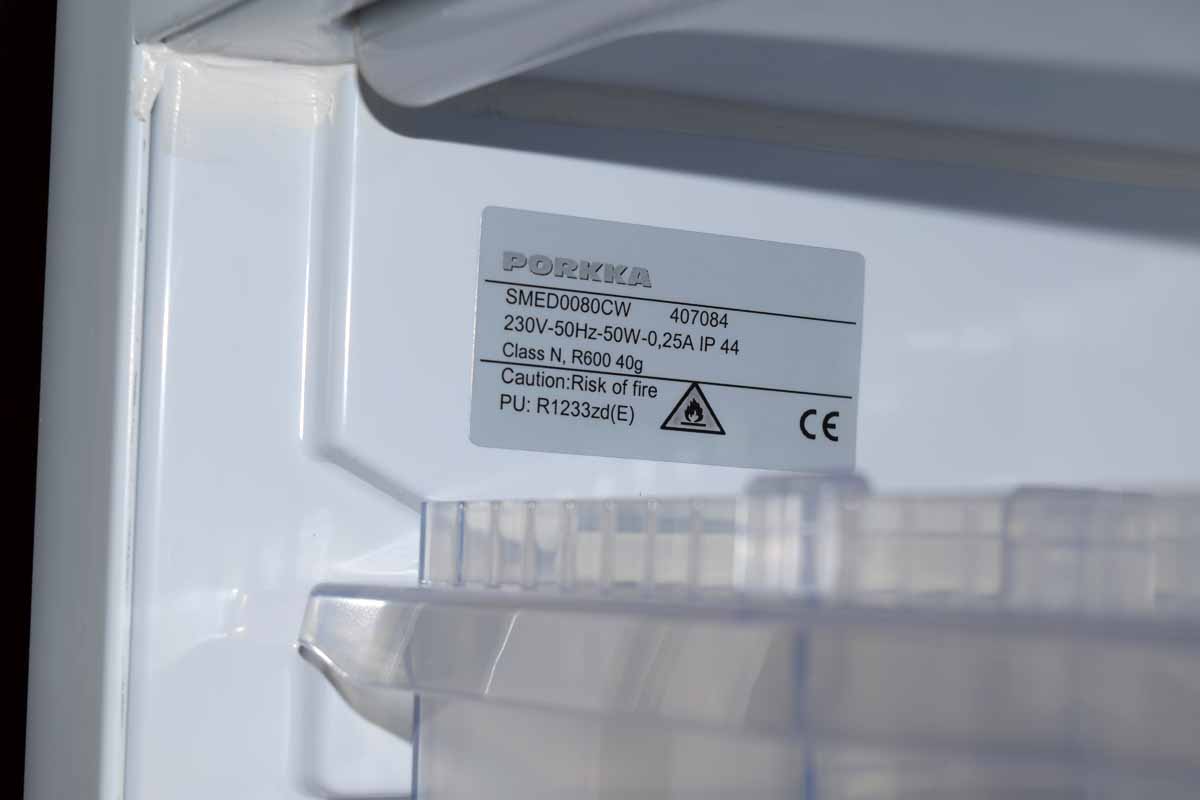 PORKKA
SMED0080CW 407084
230V-50Hz-50W-0,25A IP 44
Class N, R600 40g
Caution:Risk of fire
PU: R1233zd(E)
CE